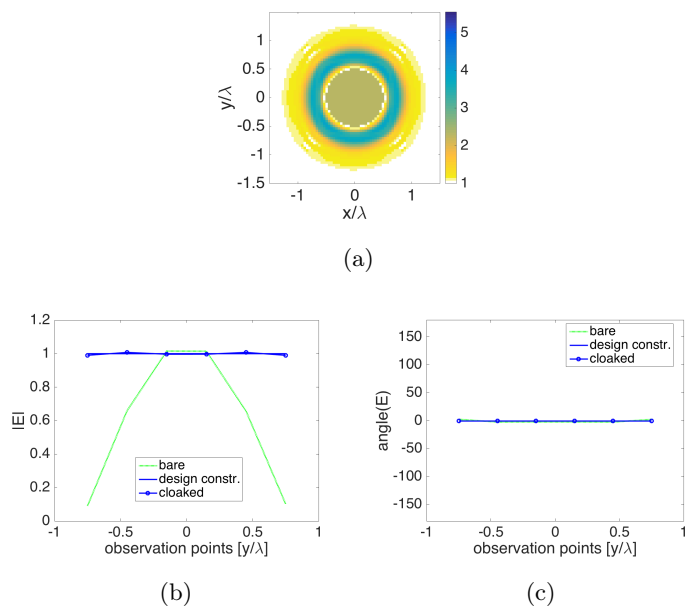 1
0.5
0
-0.5
-1
-1.5
y/λ
-1
0
1
x/λ
5
4
3
2
1
(a)
1.2
1
0.8
0.6
0.4
0.2
0
|E|
bare
design constr.
cloaked
-1
-0.5
0
0.5
1
observation points [y/λ]
(b)
150
100
50
0
-50
-100
-150
angle(E)
bare
design constr.
cloaked
-1
-0.5
0
0.5
1
observation points [y/λ]
(c)